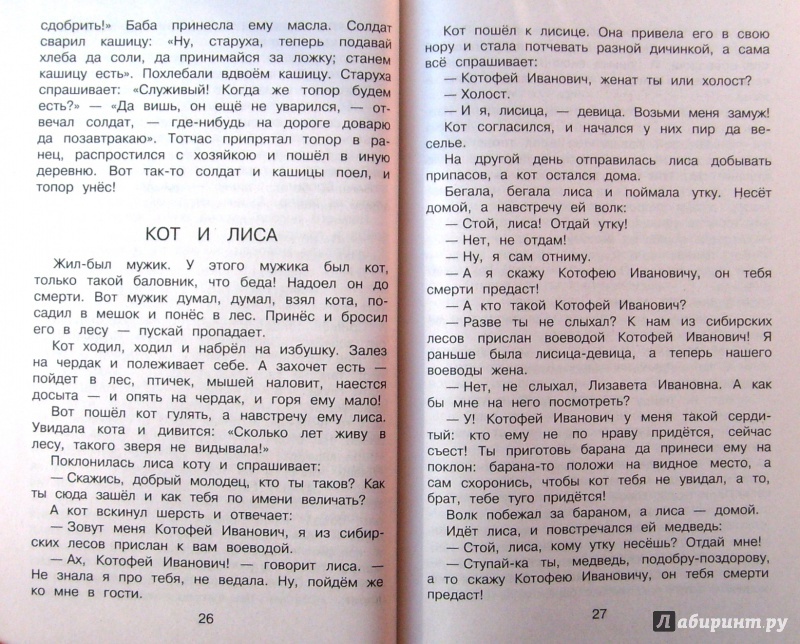 сдобрить!» Баба принесла ему масла. Солдат
сварил кашицу: «Ну, старуха, теперь подавай
хлеба да соли, да принимайся за ложку; станем
кашицу есть». Похлебали вдвоём кашицу. Старуха
спрашивает: «Служивый! Когда же топор будем
есть?» — «Да вишь, он ещё не уварился, — от-
вечал солдат, — где-нибудь на дороге доварю
да позавтракаю». Тотчас припрятал топор в ра-
нец, распростился с хозяйкою и пошёл в иную
деревню. Вот так-то солдат и кашицы поел, и
топор унёс!
КОТ И ЛИСА
Жил-был мужик. У этого мужика был кот,
только такой баловник, что беда! Надоел он до
смерти. Вот мужик думал, думал, взял кота, по-
садил в мешок и понёс в лес. Принёс и бросил
его в лесу — пускай пропадает.
Кот ходил, ходил и набрёл на избушку. Залез
на чердак и полеживает себе. А захочет есть —
пойдет в лес, птичек, мышей наловит, наестся
досыта — и опять на чердак, и горя ему мало!
Вот пошёл кот гулять, а навстречу ему лиса.
Увидала кота и дивится: «Сколько лет живу в
лесу, такого зверя не видывала!»
Поклонилась лиса коту и спрашивает:
— Скажись, добрый молодец, кто ты таков? Как
ты сюда зашёл и как тебя по имени величать?
А кот вскинул шерсть и отвечает:
— Зовут меня Котофей Иванович, я из сибир-
ских лесов прислан к вам воеводой.
— Ах, Котофей Иванович! — говорит лиса. —
Не знала я про тебя, не ведала. Ну, пойдём же
ко мне в гости.
26
Кот пошёл к лисице. Она привела его в свою
нору и стала потчевать разной дичинкой, а сама
всё спрашивает:
— Котофей Иванович, женат ты или холост?
— Холост.
— И я, лисица, — девица. Возьми меня замуж!
Кот согласился, и начался у них пир да ве-
селье.
На другой день отправилась лиса добывать
припасов, а кот остался дома.
Бегала, бегала лиса и поймала утку. Несёт
домой, а навстречу ей волк:
— Стой, лиса! Отдай утку!
— Нет, не отдам!
— Ну, я сам отниму.
— А я скажу Котофею Ивановичу, он тебя
смерти предаст!
— А кто такой Котофей Иванович?
— Разве ты не слыхал? К нам из сибирских
лесов прислан воеводой Котофей Иванович! Я
раньше была лисица-девица, а теперь нашего
воеводы жена.
— Нет, не слыхал, Лизавета Ивановна. А как
бы мне на него посмотреть?
— У! Котофей Иванович у меня такой серди-
тый: кто ему не по нраву придётся, сейчас
съест! Ты приготовь барана да принеси ему на
поклон: барана-то положи на видное место, а
сам схоронись, чтобы кот тебя не увидал, а то,
брат, тебе туго придётся!
Волк побежал за бараном, а лиса — домой.
Идёт лиса, и повстречался ей медведь:
— Стой, лиса, кому утку несёшь? Отдай мне!
— Ступай-ка ты, медведь, подобру-поздорову,
а то скажу Котофею Ивановичу, он тебя смерти
предаст!
27
Лабиринт.ру